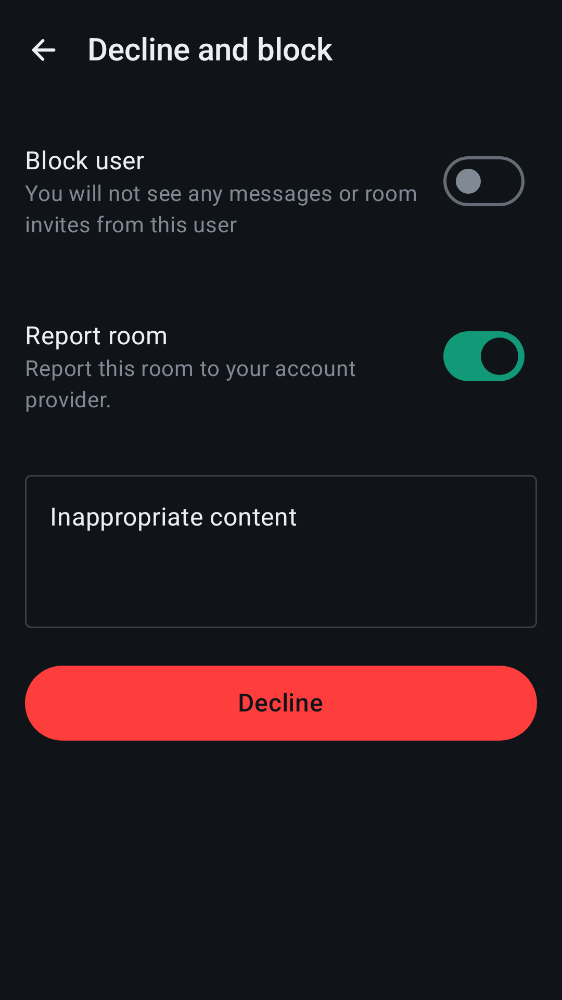 Decline and block
Block user
You will not see any messages or room
invites from this user
Report room
Report this room to your account
provider.
Inappropriate content
Decline